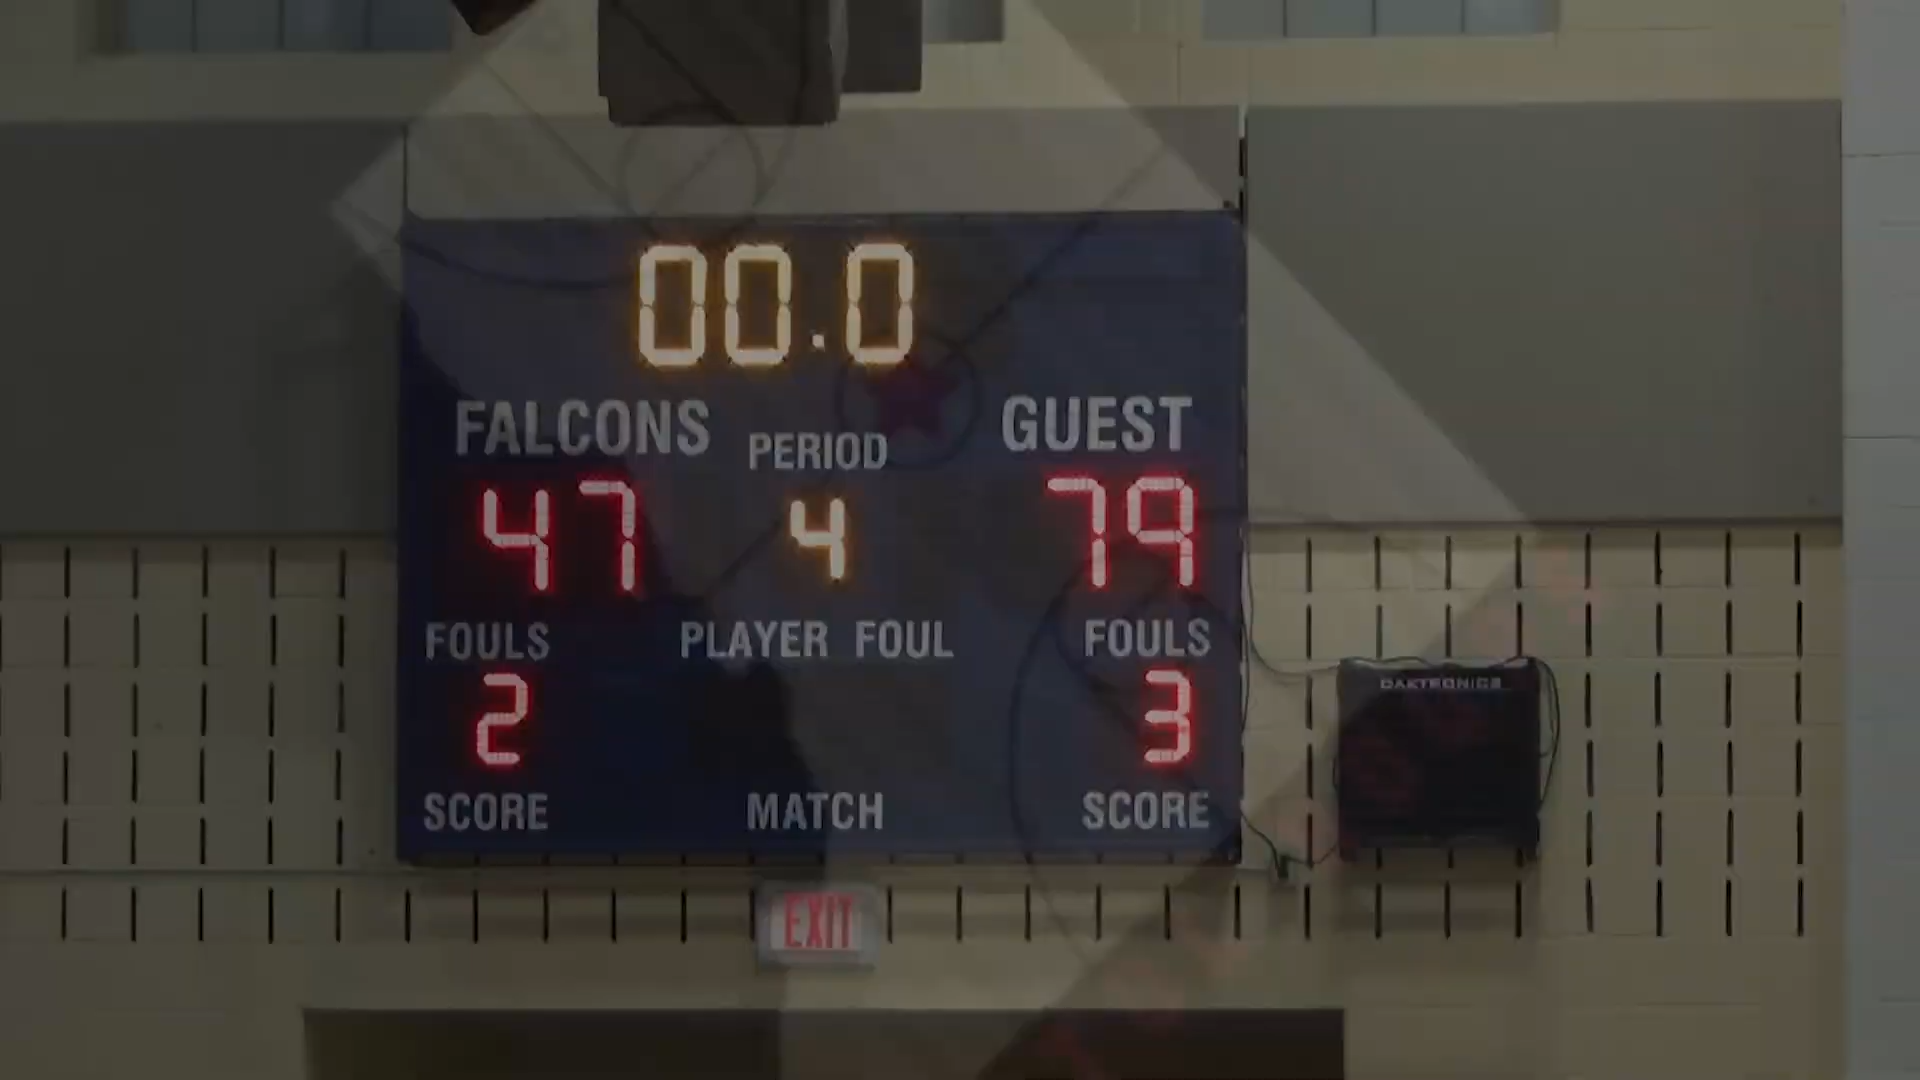 00.0
FALCONS PERIOD GUEST
47 4 79
FOULS PLAYER FOUL FOULS
2 3
SCORE MATCH SCORE
DAKTRONICS
EXIT